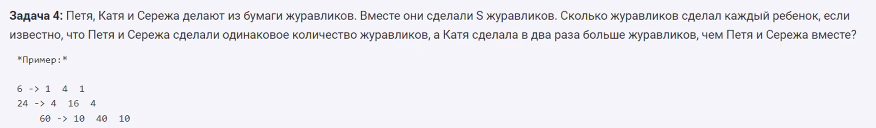 Задача 4: Петя, Катя и Сережа делают из бумаги журавликов. Вместе они сделали S журавликов. Сколько журавликов сделал каждый ребенок, если
известно, что Петя и Сережа сделали одинаковое количество журавликов, а Катя сделала в два раза больше журавликов, чем Петя и Сережа вместе?
*Пример:*
6 -> 1 4 1
24 -> 4 16 4
60 -> 10 40 10